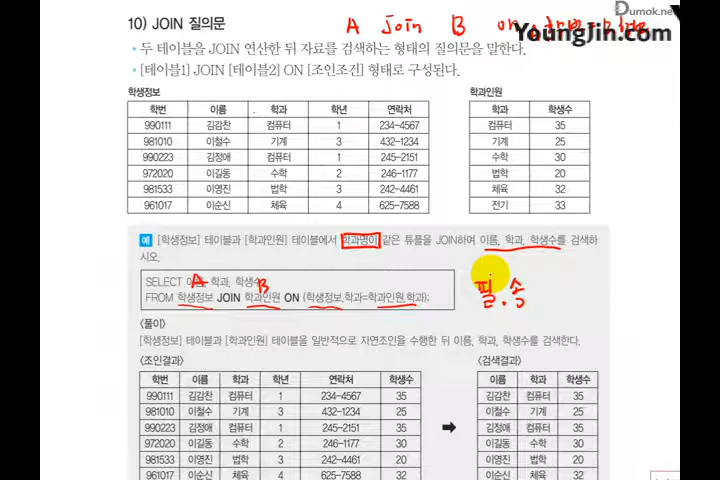 Dumok.ne
10) JOIN 질의문
A Join B on
YoungJin.com
• 두 테이블을 JOIN 연산한 뒤 자료를 검색하는 형태의 질의문을 말한다.
• [테이블1] JOIN [테이블2] ON [조인조건] 형태로 구성된다.
학생정보
학번 이름 학과 학년 연락처
990111 김감찬 컴퓨터 1 234-4567
981010 이철수 기계 3 432-1234
990223 김정애 컴퓨터 1 245-2151
972020 이길동 수학 2 246-1177
981533 이영진 법학 3 242-4461
961017 이순신 체육 4 625-7588
학과인원
학과 학생수
컴퓨터 35
기계 25
수학 30
법학 20
체육 32
전기 33
예 [학생정보] 테이블과 [학과인원] 테이블에서 학과명이 같은 튜플을 JOIN하여 이름, 학과, 학생수를 검색하
시오.
A B
SELECT 이름, 학과, 학생수
FROM 학생정보 JOIN 학과인원 ON (학생정보.학과=학과인원.학과);
필.송
<풀이>
[학생정보] 테이블과 [학과인원] 테이블을 일반적으로 자연조인을 수행한 뒤 이름, 학과, 학생수를 검색한다.
<조인결과>
학번 이름 학과 학년 연락처 학생수
990111 김감찬 컴퓨터 1 234-4567 35
981010 이철수 기계 3 432-1234 25
990223 김정애 컴퓨터 1 245-2151 35
972020 이길동 수학 2 246-1177 30
981533 이영진 법학 3 242-4461 20
961017 이순신 체육 4 625-7588 32
<검색결과>
이름 학과 학생수
김감찬 컴퓨터 35
이철수 기계 25
김정애 컴퓨터 35
이길동 수학 30
이영진 법학 20
이순신 체육 32